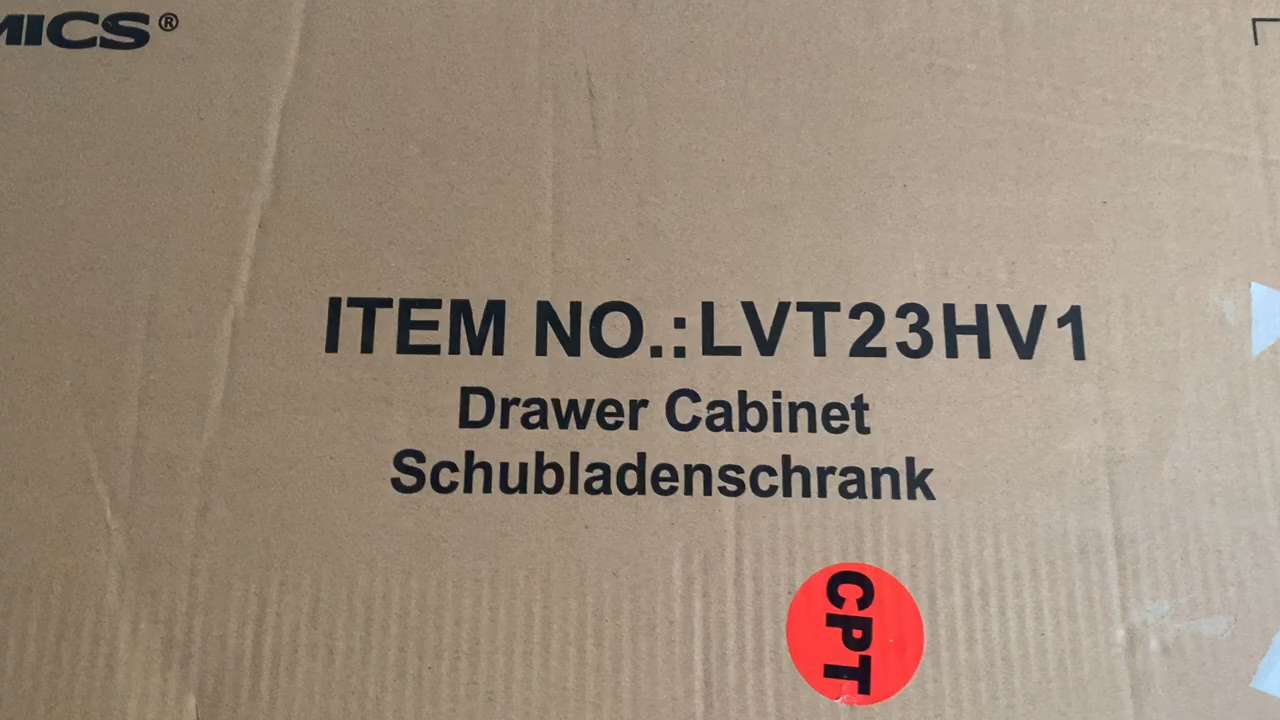 MICS®
ITEM NO.:LVT23HV1
Drawer Cabinet
Schubladenschrank
CPT